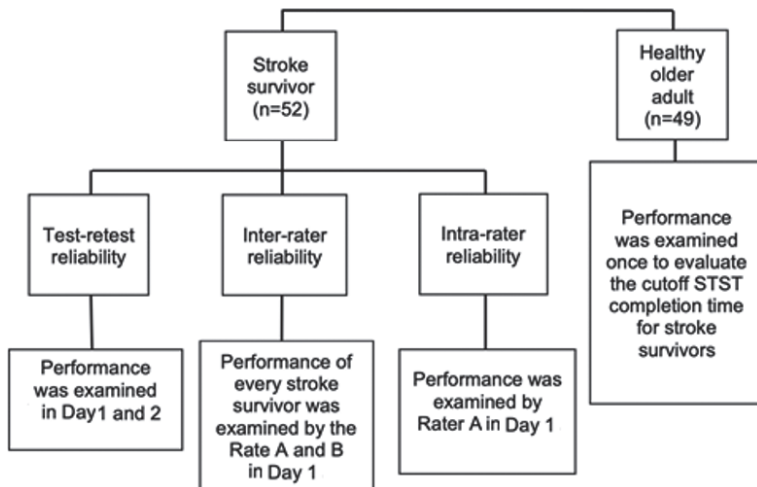 Stroke
survivor
(n=52)
Healthy
older
adult
(n=49)
Test-retest
reliability
Inter-rater
reliability
Intra-rater
reliability
Performance
was examined
once to evaluate
the cutoff STST
completion time
for stroke
survivors
Performance
was examined
in Day1 and 2
Performance of
every stroke
survivor was
examined by the
Rate A and B
in Day 1
Performance was
examined by
Rater A in Day 1